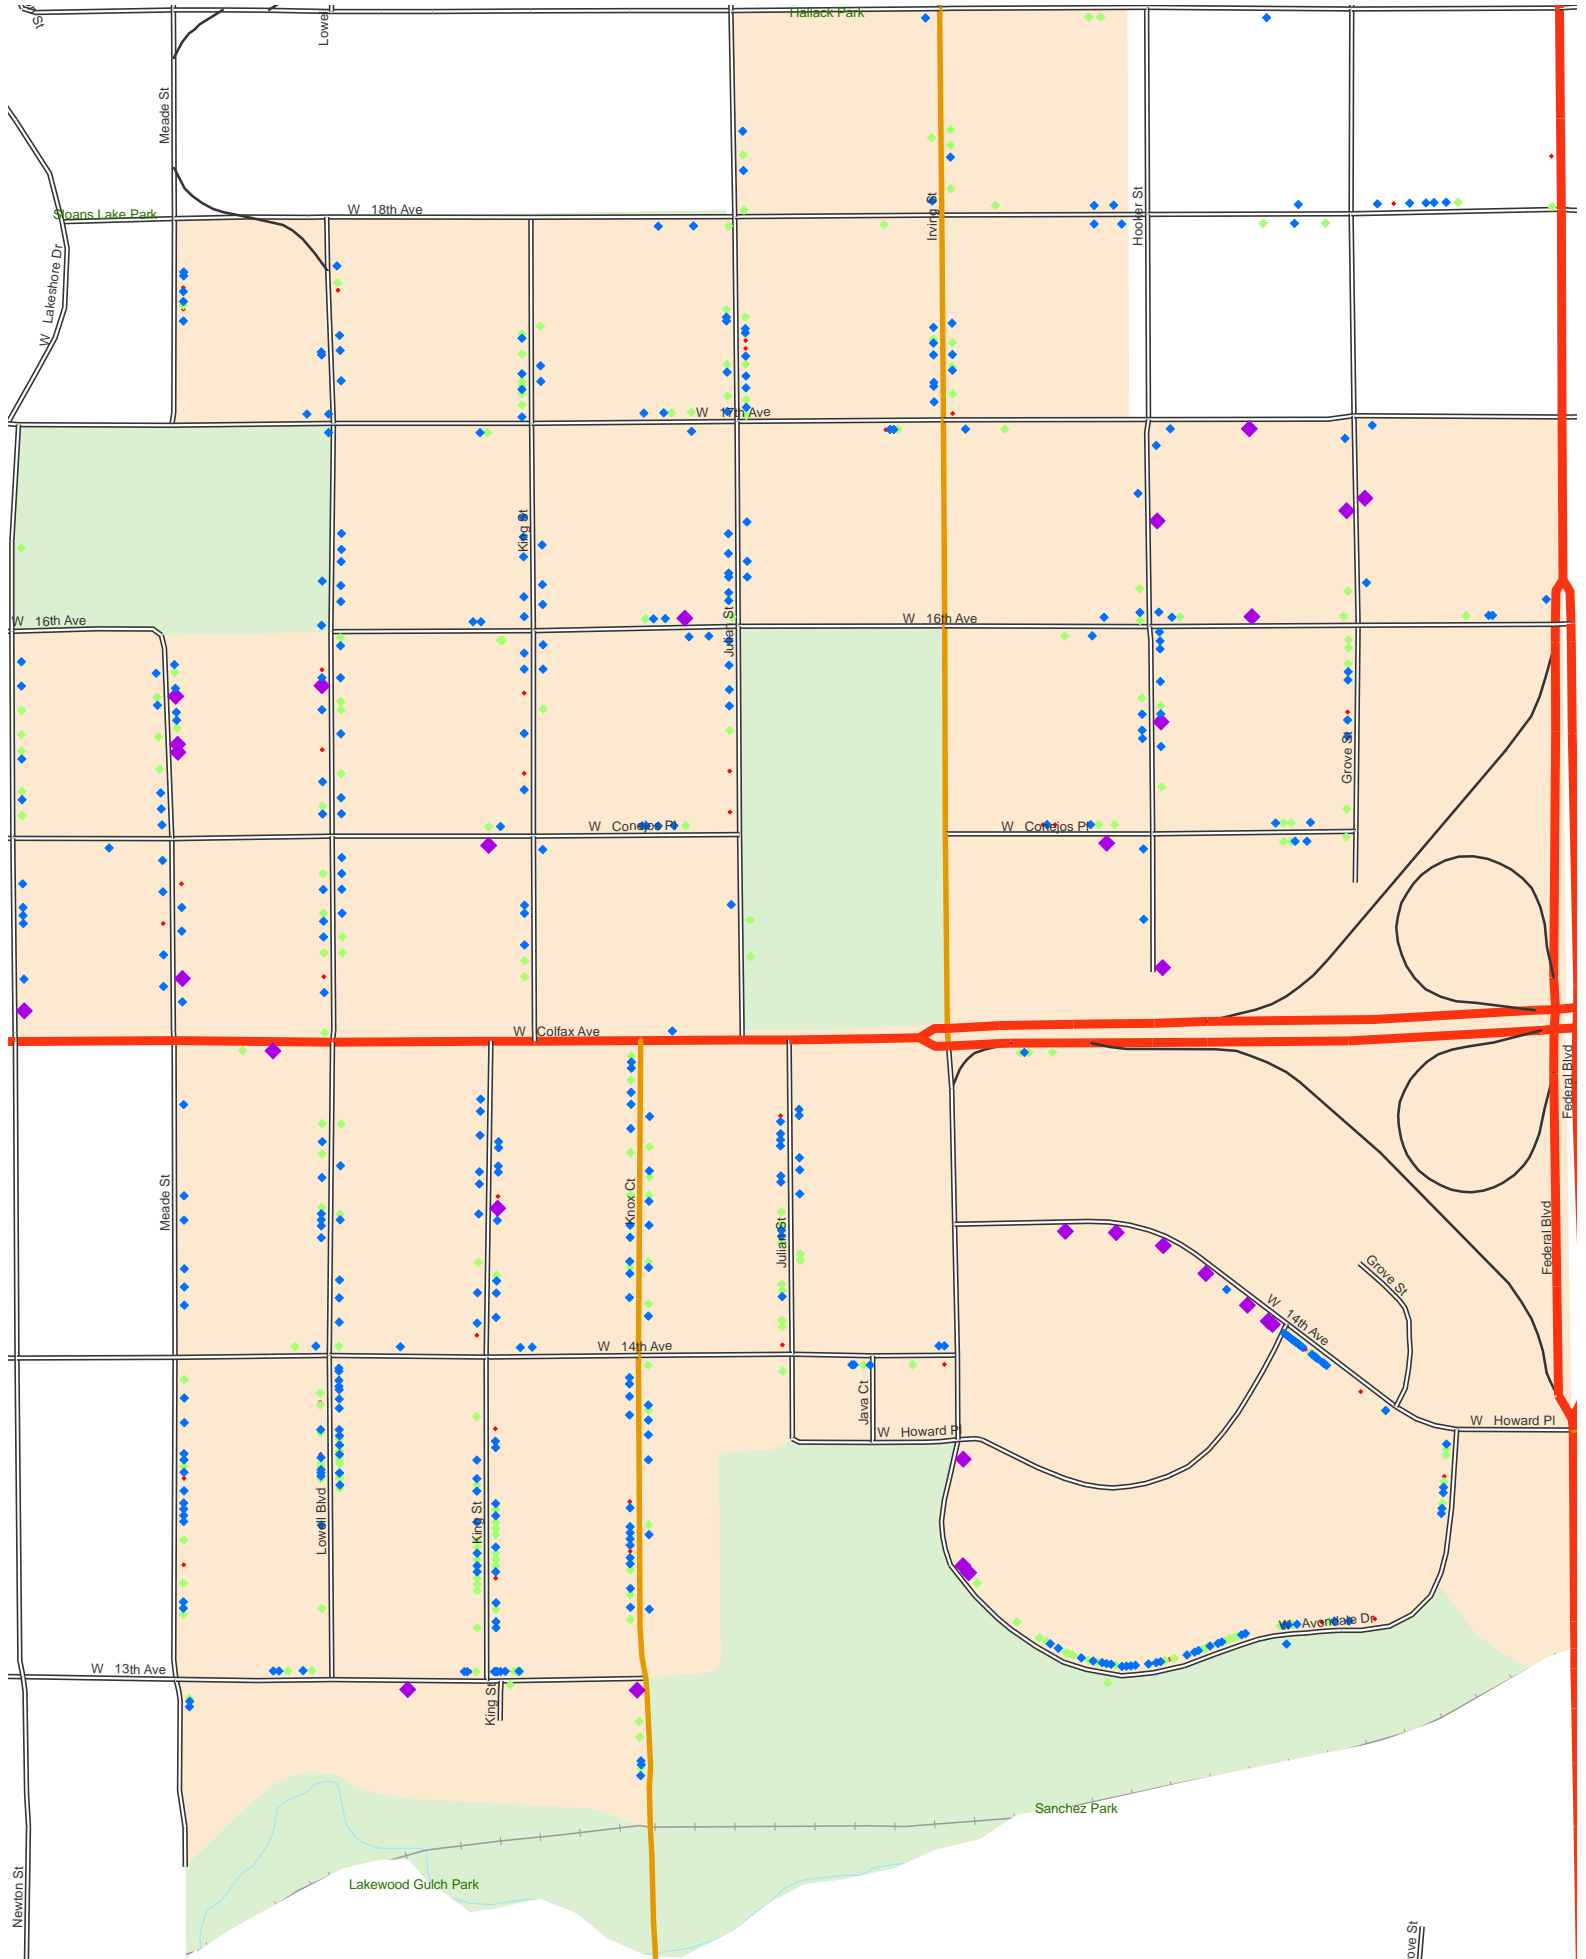 St
Lowe
Hallack Park
Meade St
Sloans Lake Park
W 18th Ave
Irving St
Hooker St
W Lakeshore Dr
W 17th Ave
King St
W 16th Ave
Julian St
W 16th Ave
Grove St
W Conejos Pl
W Conejos Pl
W Colfax Ave
Federal Blvd
Meade St
Knox Ct
Julian St
Federal Blvd
Grove St
W 14th Ave
W 14th Ave
Java Ct
W Howard Pl
W Howard Pl
Lowell Blvd
King St
W Avondale Dr
W 13th Ave
King St
Sanchez Park
Lakewood Gulch Park
Newton St
ove St